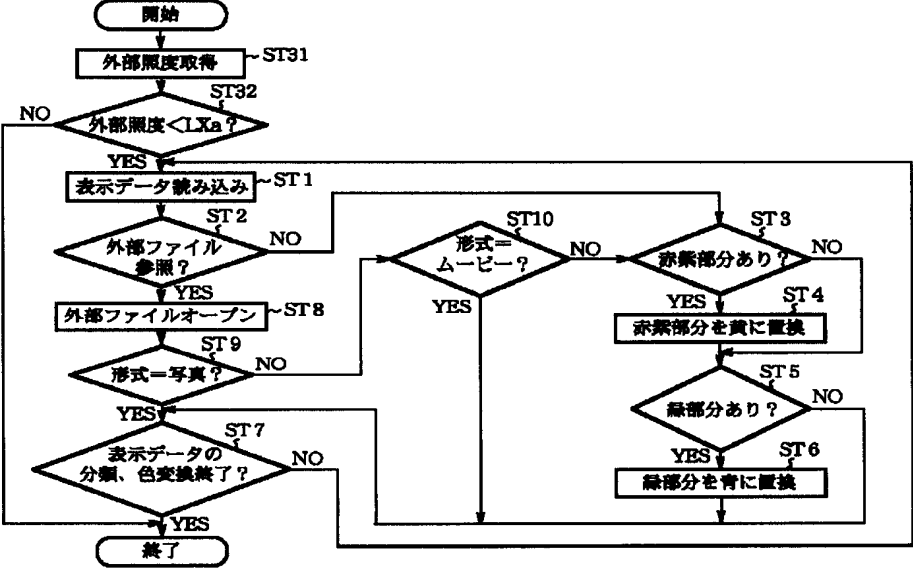 開始
外部照度取得
ST31
外部照度<LXa?
ST32
NO
YES
表示データ読み込み
ST1
外部ファイル
参照?
ST2
NO
YES
外部ファイルオープン
ST8
形式=写真?
ST9
NO
YES
表示データの
分類、色変換終了?
ST7
NO
YES
終了
形式=
ムービー?
ST10
NO
YES
赤紫部分あり?
ST3
NO
YES
赤紫部分を黄に置換
ST4
緑部分あり?
ST5
NO
YES
緑部分を青に置換
ST6